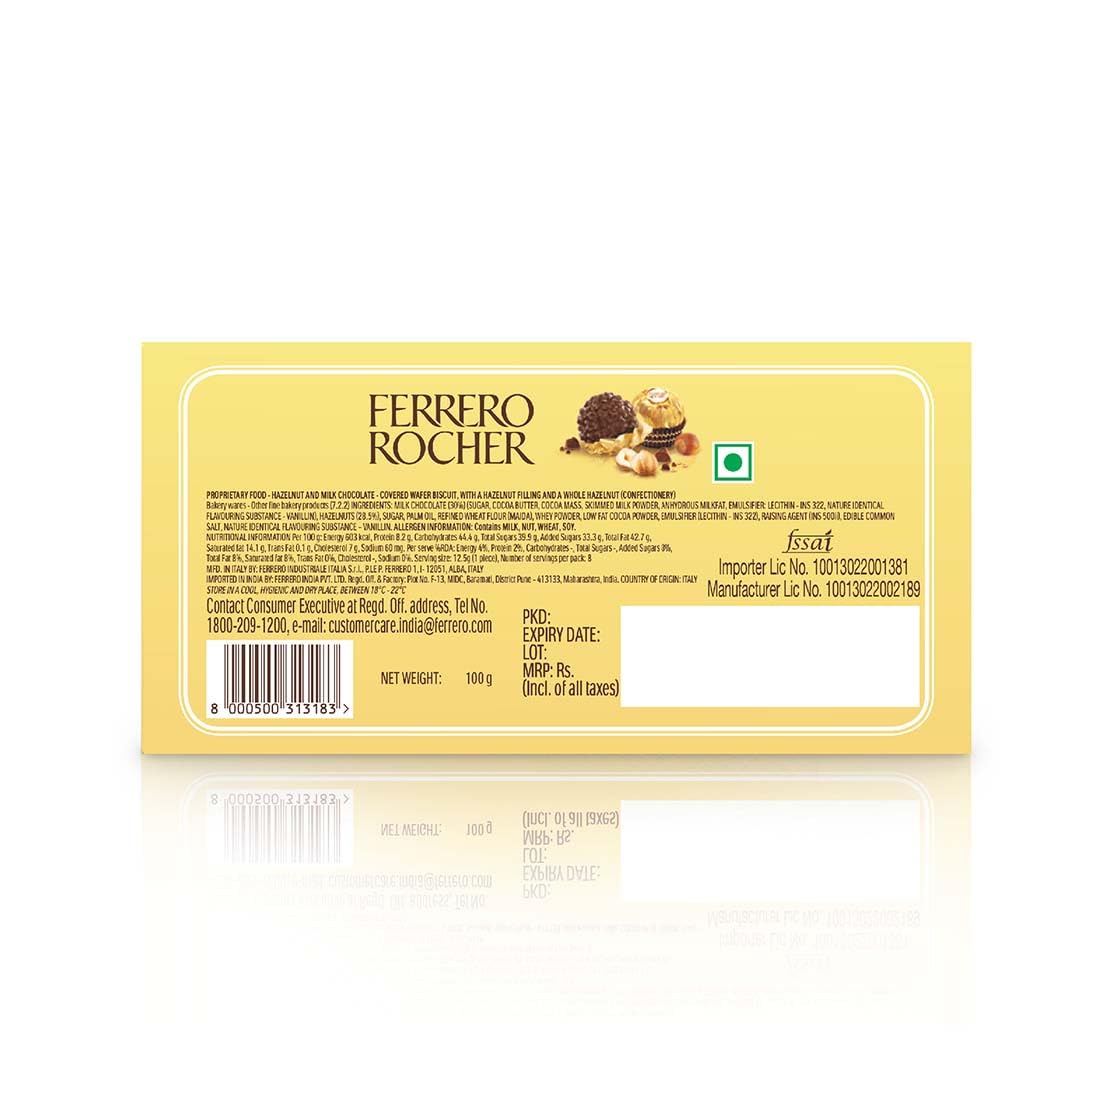 FERRERO
ROCHER
PROPRIETARY FOOD - HAZELNUT AND MILK CHOCOLATE - COVERED WAFER BISCUIT, WITH A HAZELNUT FILLING AND A WHOLE HAZELNUT (CONFECTIONERY)
Bakery wares - Other fine bakery products (7.2.2) INGREDIENTS: MILK CHOCOLATE (30%) (SUGAR, COCOA BUTTER, COCOA MASS, SKIMMED MILK POWDER, ANHYDROUS MILKFAT, EMULSIFIER: LECITHIN - INS 322, NATURE IDENTICAL
FLAVOURING SUBSTANCE - VANILLIN), HAZELNUTS (28.5%), SUGAR, PALM OIL, REFINED WHEAT FLOUR (MAIDA), WHEY POWDER, LOW FAT COCOA POWDER, EMULSIFIER (LECITHIN - INS 322), RAISING AGENT (INS 500ii), EDIBLE COMMON
SALT, NATURE IDENTICAL FLAVOURING SUBSTANCE - VANILLIN. ALLERGEN INFORMATION: Contains MILK, NUT, WHEAT, SOY.
NUTRITIONAL INFORMATION Per 100 g: Energy 603 kcal, Protein 8.2 g, Carbohydrates 44.4 g, Total Sugars 39.9 g, Added Sugars 33.3 g, Total Fat 42.7 g,
Saturated fat 14.1 g, Trans Fat 0.1 g, Cholesterol 7 g, Sodium 60 mg. Per serve %RDA: Energy 4%, Protein 2%, Carbohydrates -, Total Sugars -, Added Sugars 8%,
Total Fat 8%, Saturated fat 8%, Trans Fat 0%, Cholesterol -, Sodium 0%. Serving size: 12.5g (1 piece), Number of servings per pack: 8
MFD. IN ITALY BY: FERRERO INDUSTRIALE ITALIA S.r.l., P.LE P. FERRERO 1, I- 12051, ALBA, ITALY
IMPORTED IN INDIA BY: FERRERO INDIA PVT. LTD. Regd. Off. & Factory: Plot No. F-13, MIDC, Baramati, District Pune - 413133, Maharashtra, India. COUNTRY OF ORIGIN: ITALY
STORE IN A COOL, HYGIENIC AND DRY PLACE, BETWEEN 18°C - 22°C
Contact Consumer Executive at Regd. Off. address, Tel No.
1800-209-1200, e-mail: customercare.india@ferrero.com
fssai
Importer Lic No. 10013022001381
Manufacturer Lic No. 10013022002189
8 000500 313183 >
NET WEIGHT: 100 g
PKD:
EXPIRY DATE:
LOT:
MRP: Rs.
(Incl. of all taxes)